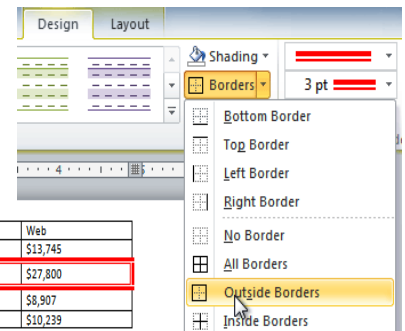 Design Layout
Shading
Borders 3 pt
Bottom Border
Top Border
Left Border
Right Border
4
No Border
All Borders
Outside Borders
Inside Borders
Web
$13,745
$27,800
$8,907
$10,239